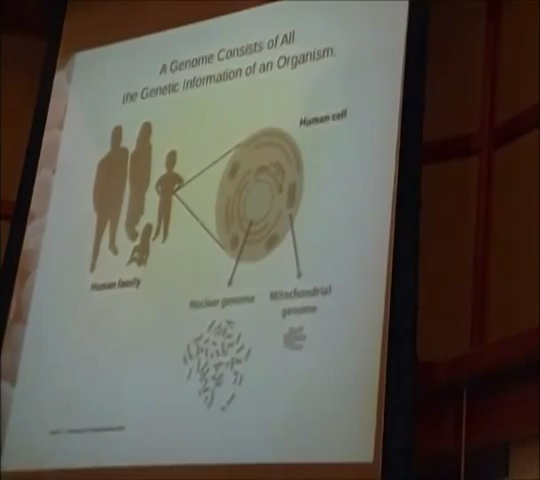 A Genome Consists of All
the Genetic Information of an Organism.
Human cell
Human family
Nuclear genome
Mitochondrial
genome